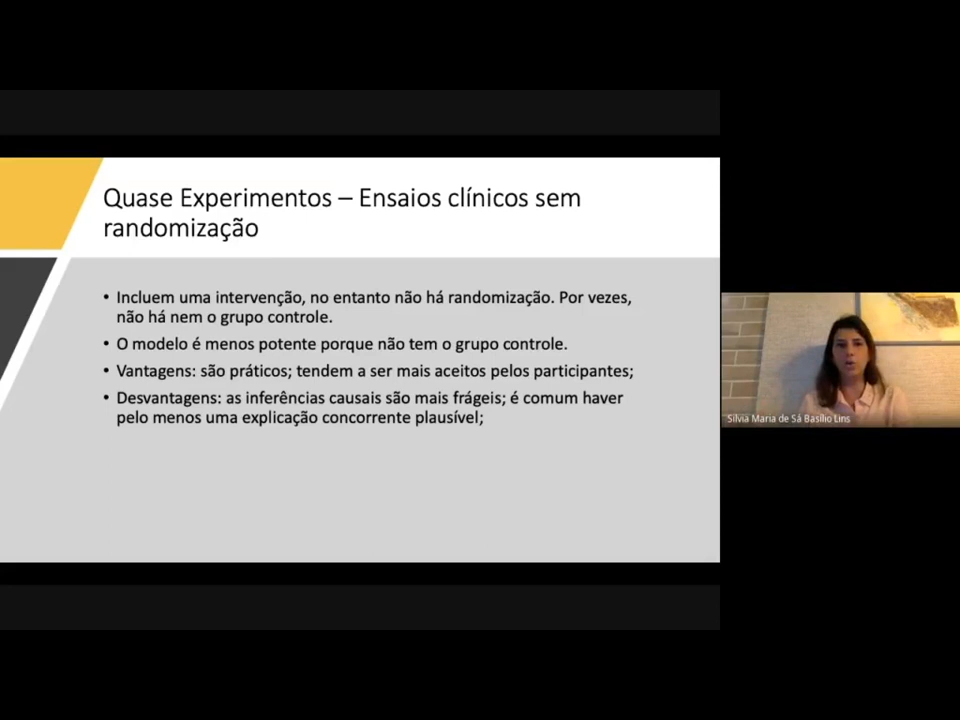 Quase Experimentos – Ensaios clínicos sem
randomização
• Incluem uma intervenção, no entanto não há randomização. Por vezes,
não há nem o grupo controle.
• O modelo é menos potente porque não tem o grupo controle.
• Vantagens: são práticos; tendem a ser mais aceitos pelos participantes;
• Desvantagens: as inferências causais são mais frágeis; é comum haver
pelo menos uma explicação concorrente plausível;
Silvia Maria de Sá Basilio Lins